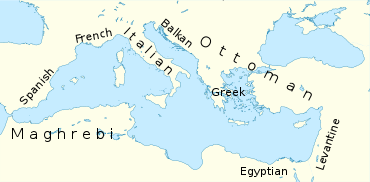 French
Italian
Balkan
Ottoman
Spanish
Greek
Maghrebi
Levantine
Egyptian